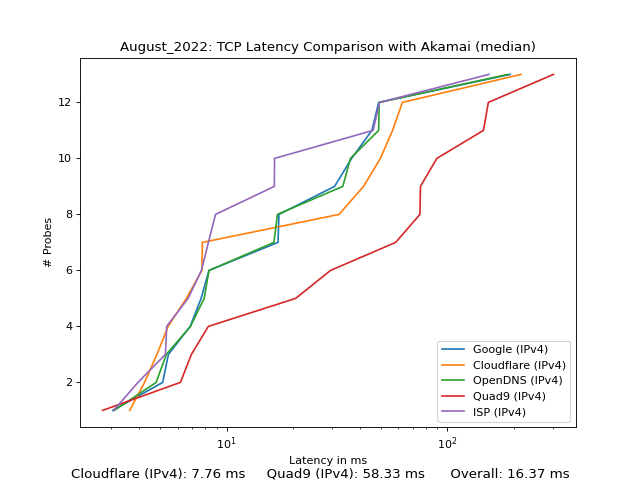 August_2022: TCP Latency Comparison with Akamai (median)
# Probes
12
10
8
6
4
2
Google (IPv4)
Cloudflare (IPv4)
OpenDNS (IPv4)
Quad9 (IPv4)
ISP (IPv4)
10¹
10²
Latency in ms
Cloudflare (IPv4): 7.76 ms Quad9 (IPv4): 58.33 ms Overall: 16.37 ms